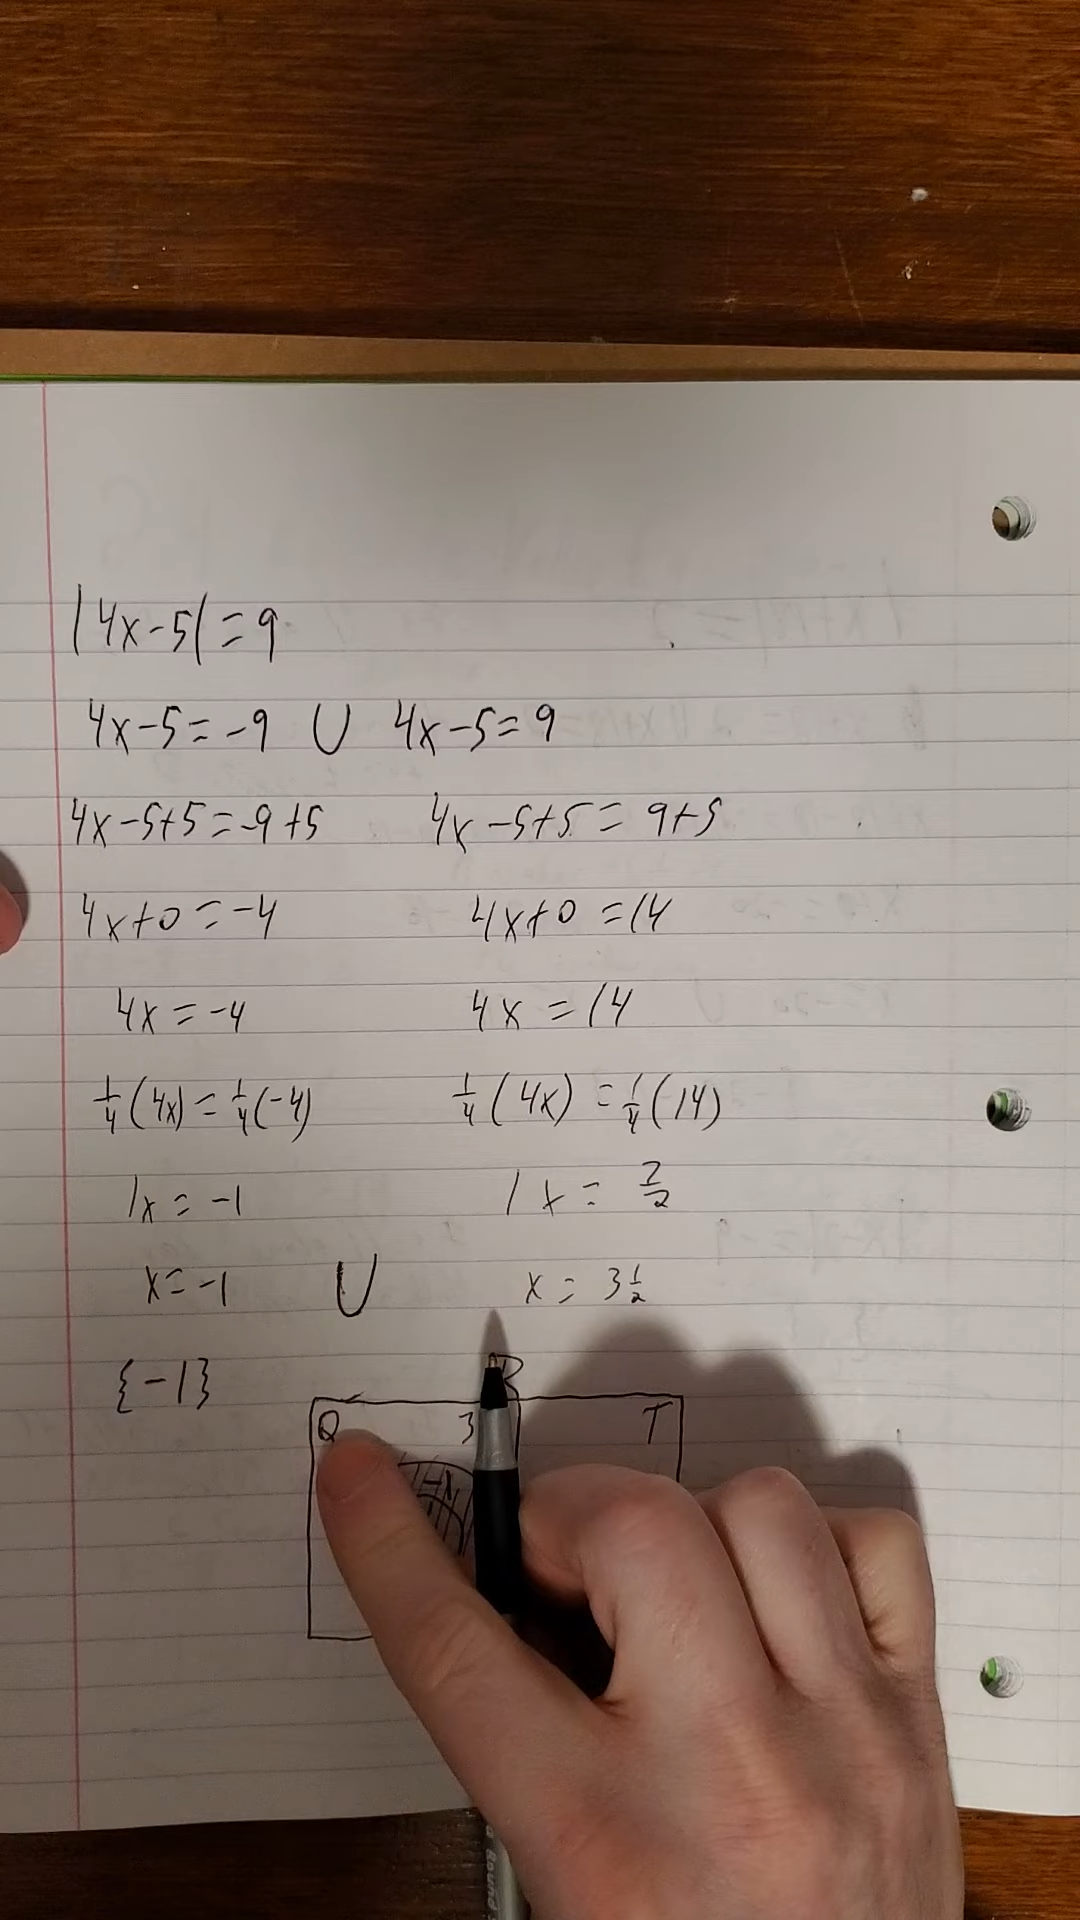 |4x-5|=9
4x-5=-9 ∪ 4x-5=9
4x-5+5=-9+5 4x-5+5=9+5
4x+0=-4 4x+0=14
4x=-4 4x=14
1/4(4x)=1/4(-4) 1/4(4x)=1/4(14)
1x=-1 1x=7/2
x=-1 ∪ x=3 1/2
{-1}
R
Q 3 T
-1